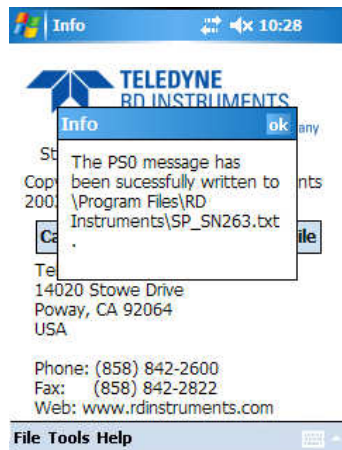 Info 10:28
TELEDYNE
RD INSTRUMENTS
any
Info ok
St
The PS0 message has
been sucessfully written to
\Program Files\RD
Instruments\SP_SN263.txt
.
Cop nts
200
Ca ile
Te
14020 Stowe Drive
Poway, CA 92064
USA
Phone: (858) 842-2600
Fax: (858) 842-2822
Web: www.rdinstruments.com
File Tools Help